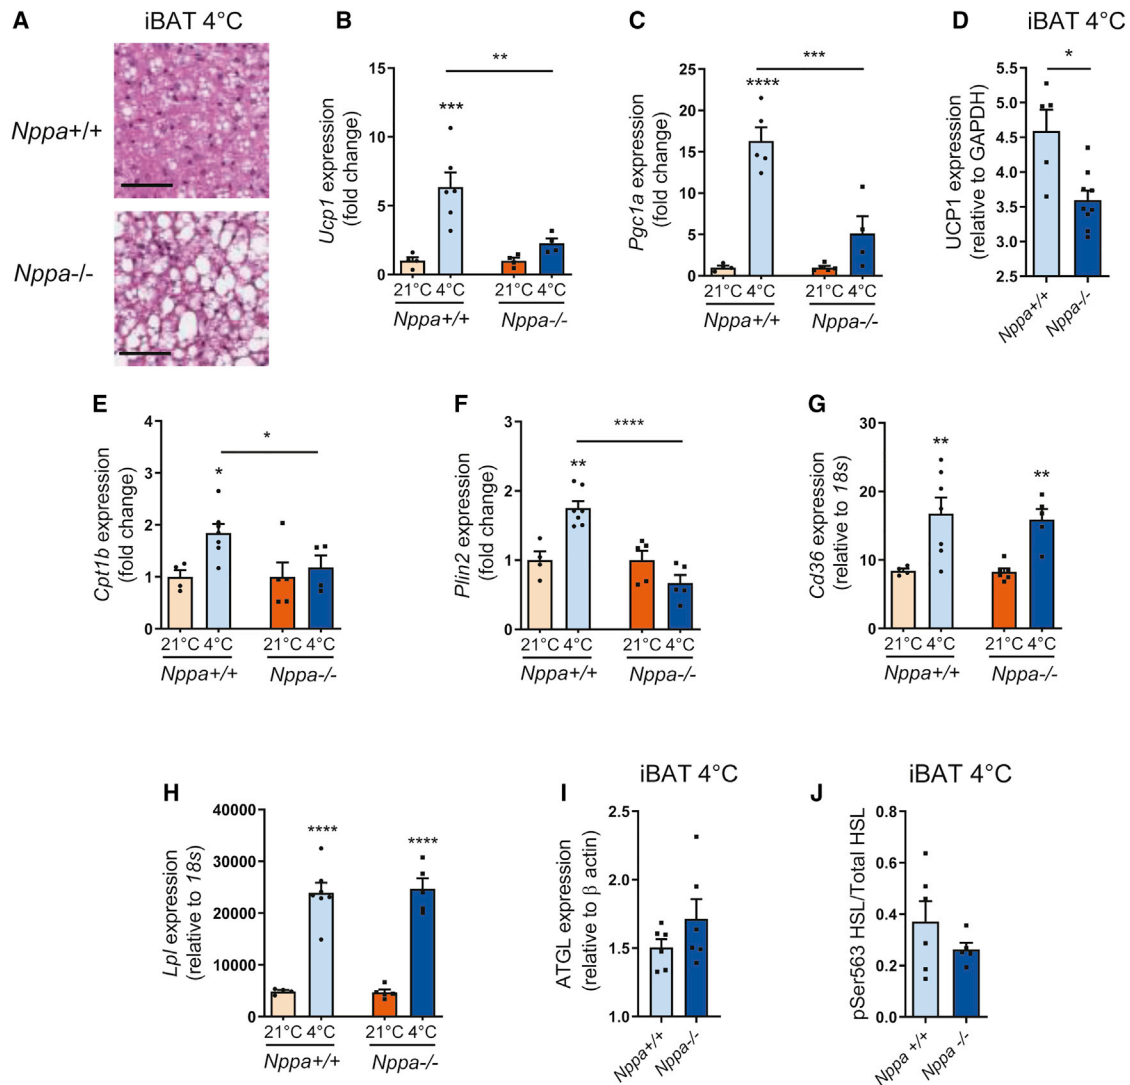 A
iBAT 4°C
Nppa+/+
Nppa-/-
B
Ucp1 expression
(fold change)
15
10
5
0
**
***
21°C 4°C
21°C 4°C
Nppa+/+
Nppa-/-
C
Pgc1a expression
(fold change)
25
20
15
10
5
0
***
****
21°C 4°C
21°C 4°C
Nppa+/+
Nppa-/-
D
iBAT 4°C
UCP1 expression
(relative to GAPDH)
5.5
5.0
4.5
4.0
3.5
3.0
2.5
*
Nppa+/+
Nppa-/-
E
Cpt1b expression
(fold change)
4
3
2
1
0
*
*
21°C 4°C
21°C 4°C
Nppa+/+
Nppa-/-
F
Plin2 expression
(fold change)
3
2
1
0
****
**
21°C 4°C
21°C 4°C
Nppa+/+
Nppa-/-
G
Cd36 expression
(relative to 18s)
30
20
10
0
**
**
21°C 4°C
21°C 4°C
Nppa+/+
Nppa-/-
H
Lpl expression
(relative to 18s)
40000
30000
20000
10000
0
****
****
21°C 4°C
21°C 4°C
Nppa+/+
Nppa-/-
I
iBAT 4°C
ATGL expression
(relative to β actin)
2.5
2.0
1.5
1.0
Nppa+/+
Nppa-/-
J
iBAT 4°C
pSer563 HSL/Total HSL
0.8
0.6
0.4
0.2
0.0
Nppa +/+
Nppa -/-